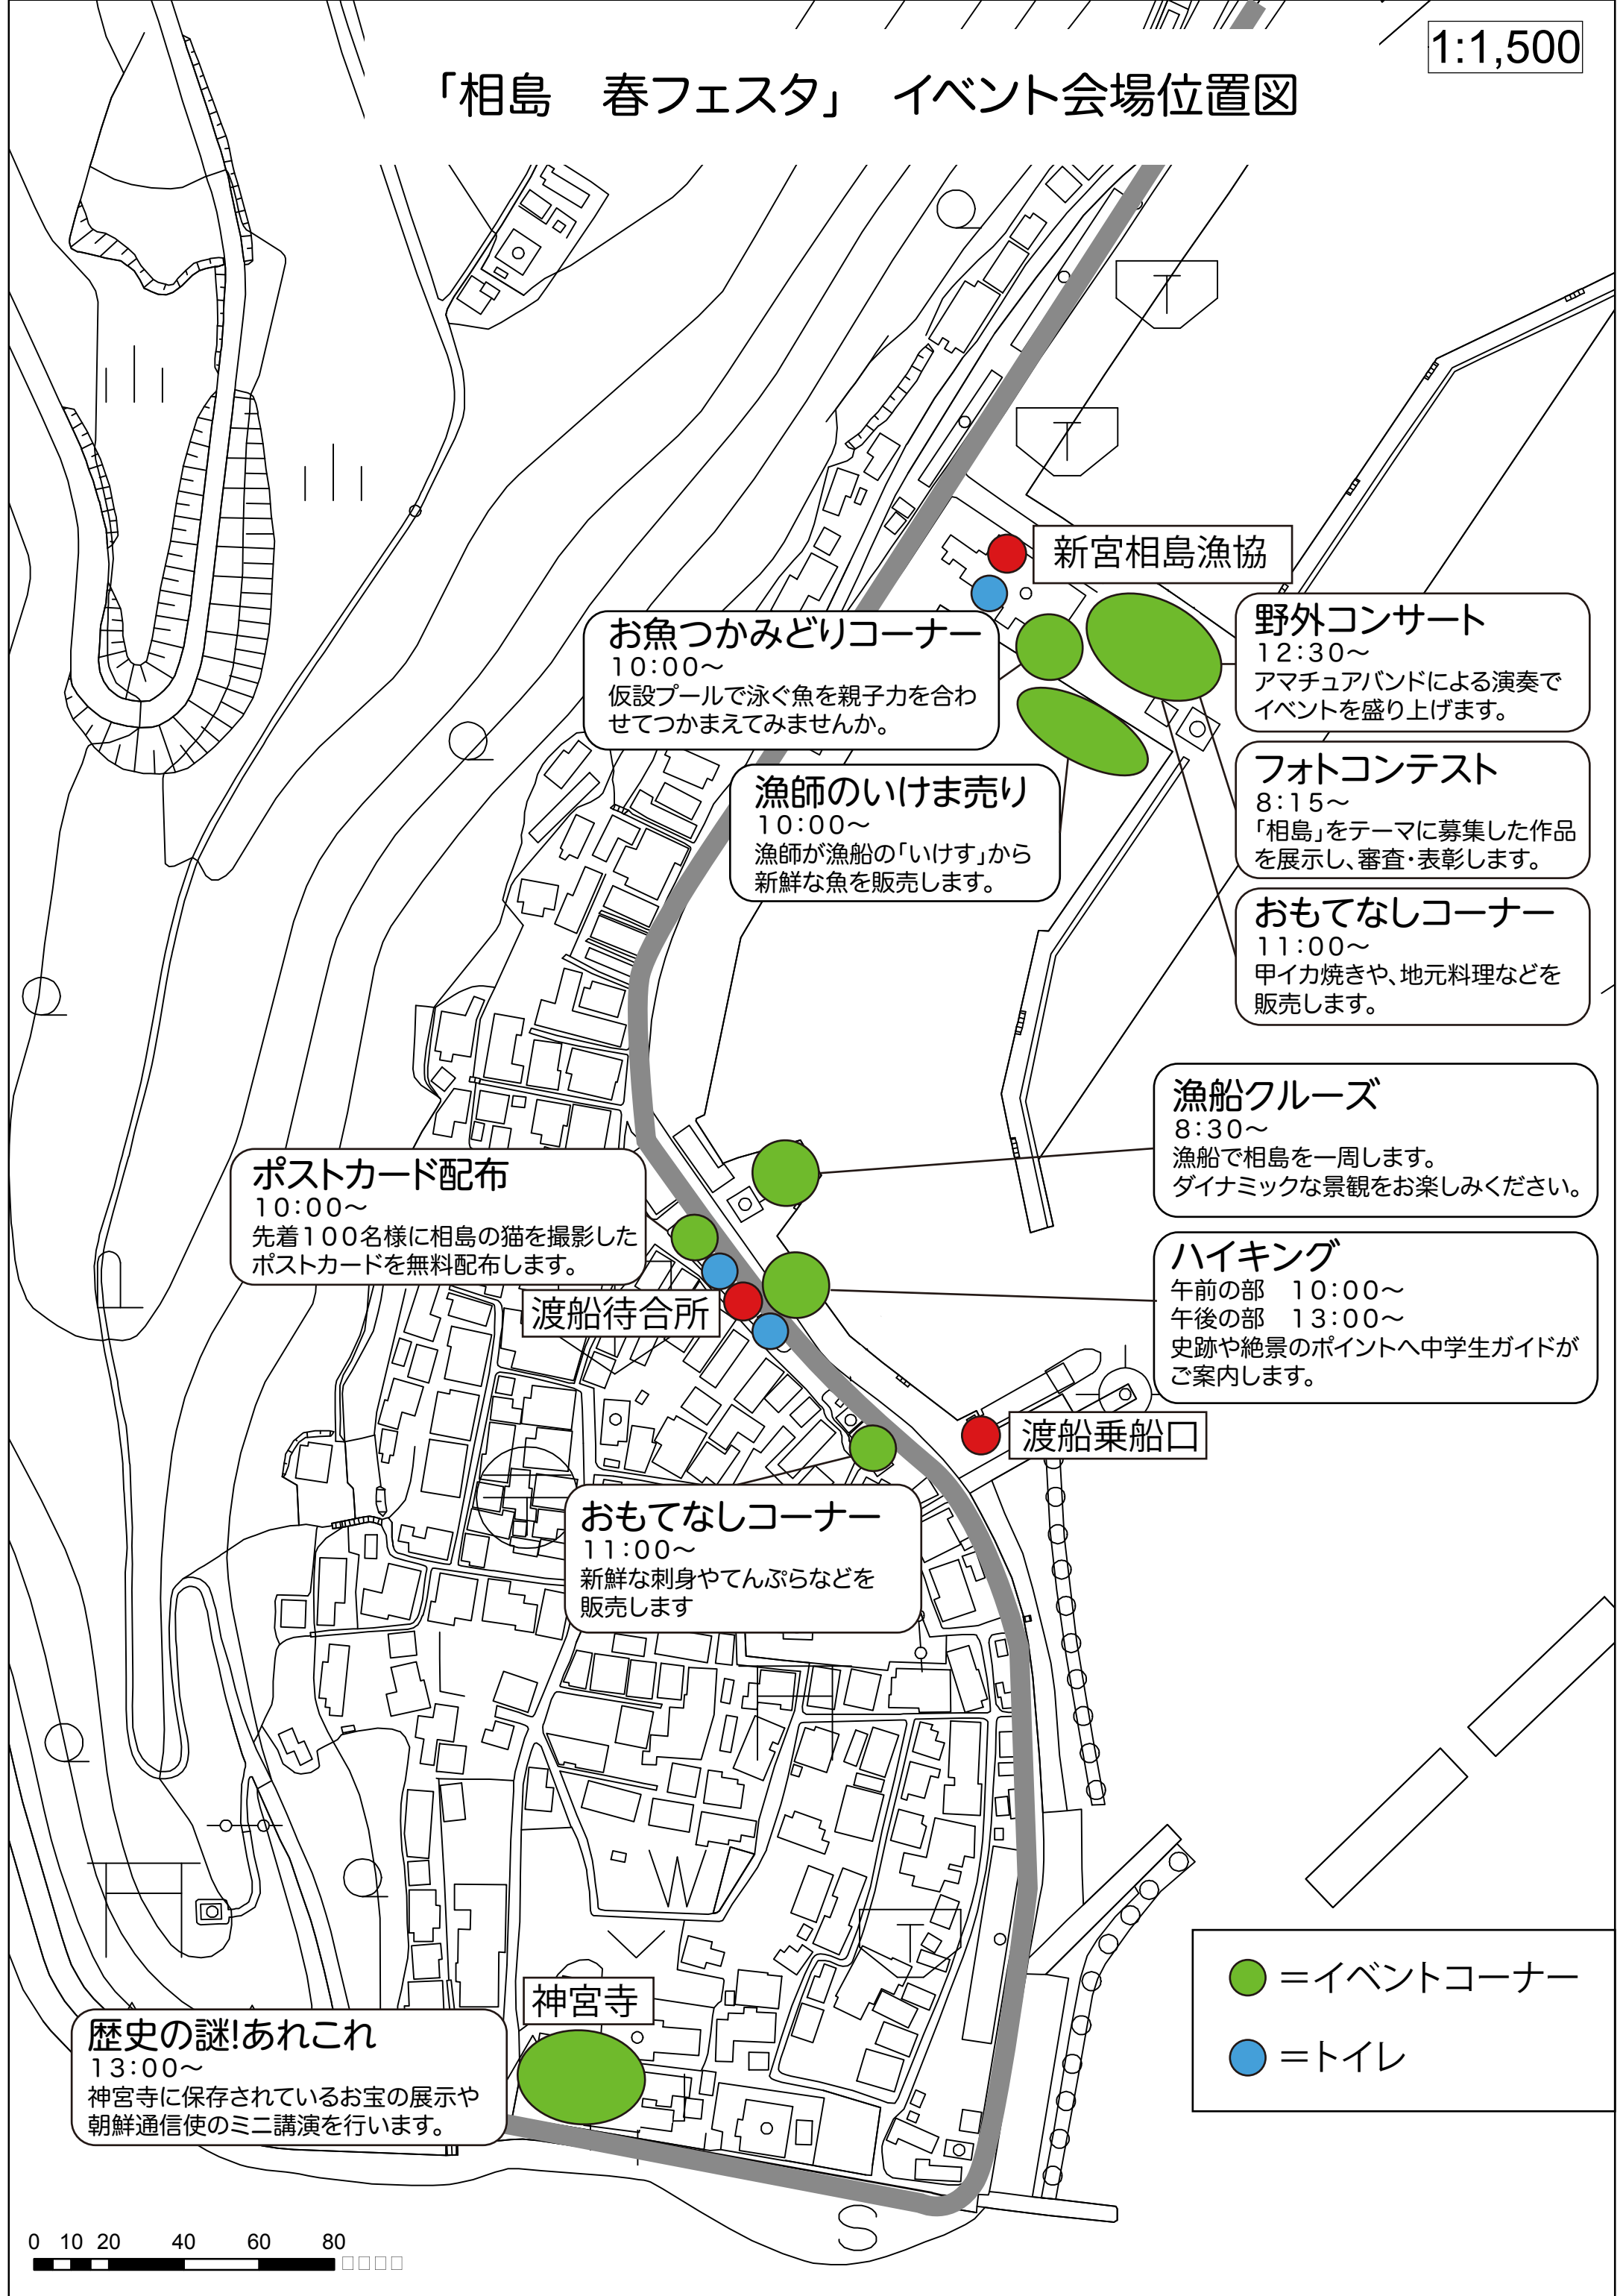 1:1,500
「相島　春フェスタ」　イベント会場位置図
新宮相島漁協
お魚つかみどりコーナー
10:00～
仮設プールで泳ぐ魚を親子力を合わ
せてつかまえてみませんか。
野外コンサート
12:30～
アマチュアバンドによる演奏で
イベントを盛り上げます。
漁師のいけま売り
10:00～
漁師が漁船の「いけす」から
新鮮な魚を販売します。
フォトコンテスト
8:15～
「相島」をテーマに募集した作品
を展示し、審査・表彰します。
おもてなしコーナー
11:00～
甲イカ焼きや、地元料理などを
販売します。
漁船クルーズ
8:30～
漁船で相島を一周します。
ダイナミックな景観をお楽しみください。
ポストカード配布
10:00～
先着100名様に相島の猫を撮影した
ポストカードを無料配布します。
渡船待合所
ハイキング
午前の部　10:00～
午後の部　13:00～
史跡や絶景のポイントへ中学生ガイドが
ご案内します。
渡船乗船口
おもてなしコーナー
11:00～
新鮮な刺身やてんぷらなどを
販売します
神宮寺
歴史の謎!あれこれ
13:00～
神宮寺に保存されているお宝の展示や
朝鮮通信使のミニ講演を行います。
＝イベントコーナー
＝トイレ
S
0 10 20 40 60 80